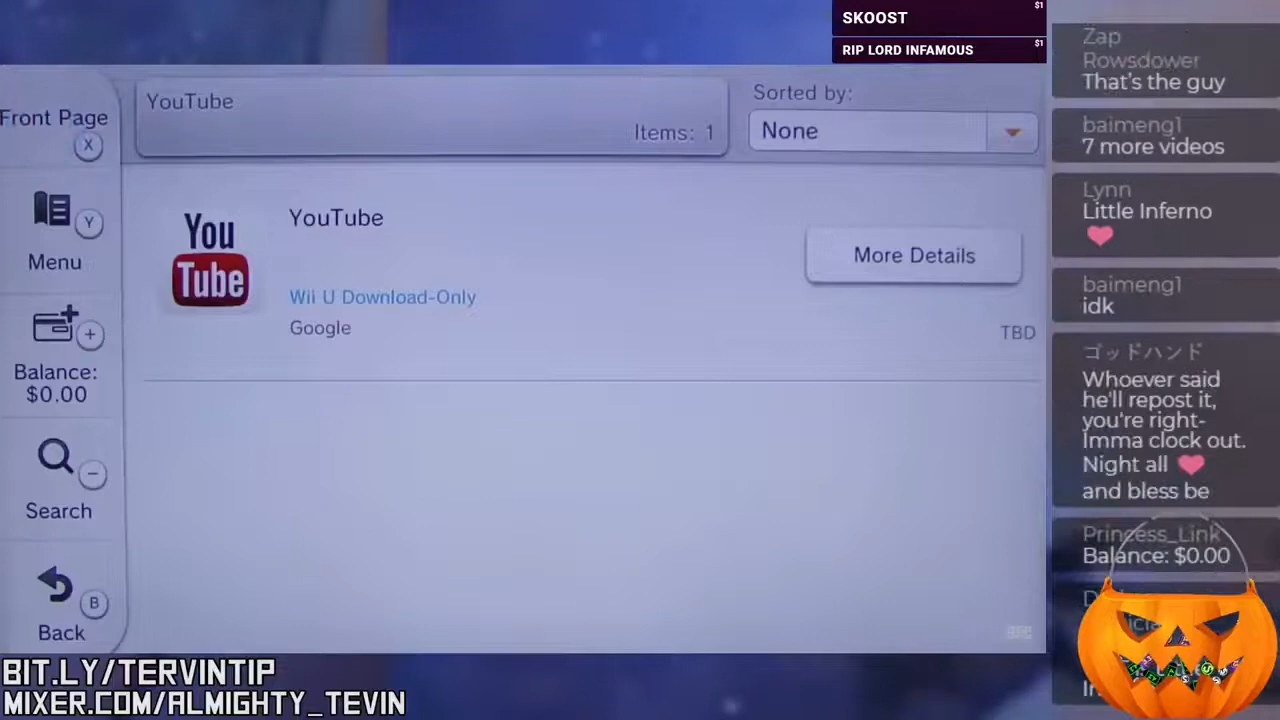 SKOOST
$1
RIP LORD INFAMOUS
$1
Front Page
X
Menu
Y
+
Balance:
$0.00
Search
−
Back
B
YouTube
Items: 1
Sorted by:
None
You
Tube
YouTube
Wii U Download-Only
Google
More Details
TBD
Zap
Rowsdower
That's the guy
baimeng1
7 more videos
Lynn
Little Inferno
baimeng1
idk
ゴッドハンド
Whoever said
he'll repost it,
you're right-
Imma clock out.
Night all
and bless be
Princess_Link
Balance: $0.00
BIT.LY/TERVINTIP
MIXER.COM/ALMIGHTY_TEVIN